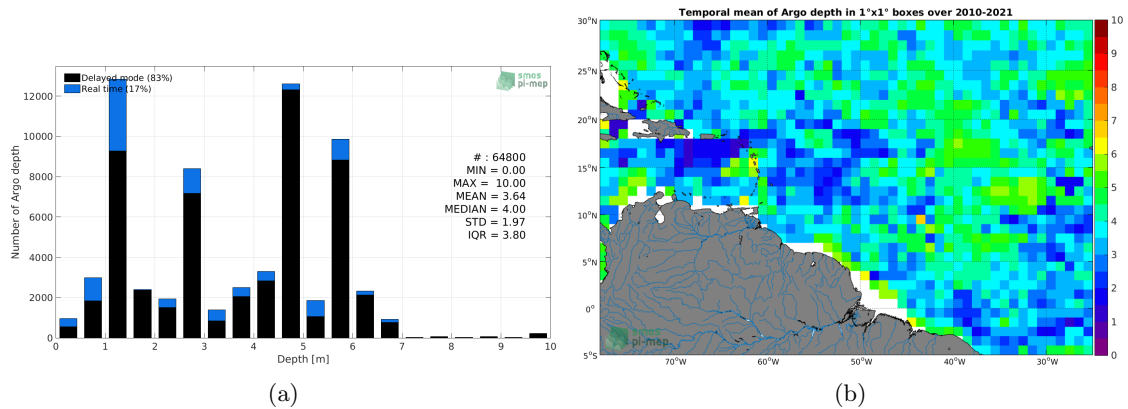 Delayed mode (83%)
Real time (17%)
smos
pi-mep
12000
10000
8000
6000
4000
2000
0
Number of Argo depth
# : 64800
MIN = 0.00
MAX = 10.00
MEAN = 3.64
MEDIAN = 4.00
STD = 1.97
IQR = 3.80
0 1 2 3 4 5 6 7 8 9 10
Depth [m]
(a)
Temporal mean of Argo depth in 1°x1° boxes over 2010-2021
30°N
25°N
20°N
15°N
10°N
5°N
0°
5°S
70°W 60°W 50°W 40°W 30°W
smos
pi-mep
10
9
8
7
6
5
4
3
2
1
0
(b)